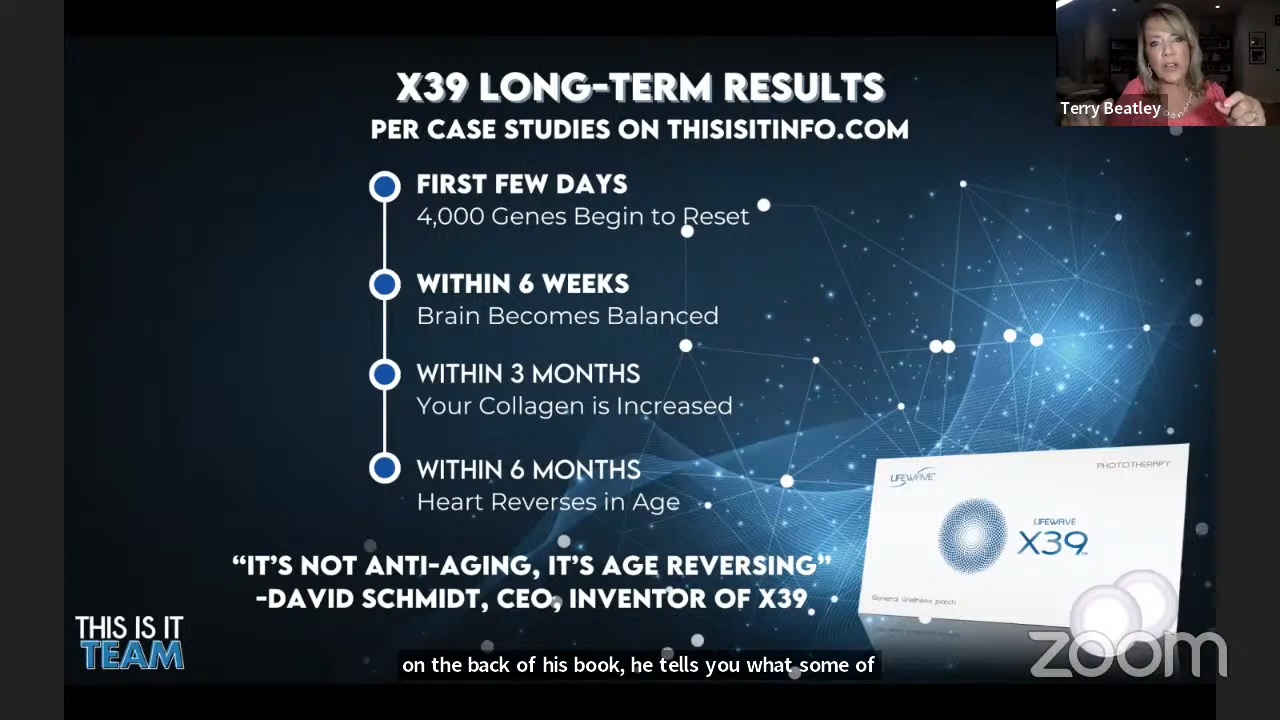 X39 LONG-TERM RESULTS
PER CASE STUDIES ON THISISITINFO.COM
FIRST FEW DAYS
4,000 Genes Begin to Reset
WITHIN 6 WEEKS
Brain Becomes Balanced
WITHIN 3 MONTHS
Your Collagen is Increased
WITHIN 6 MONTHS
Heart Reverses in Age
“IT’S NOT ANTI-AGING, IT’S AGE REVERSING”
-DAVID SCHMIDT, CEO, INVENTOR OF X39
Terry Beatley
LIFEWAVE
PHOTOTHERAPY
LIFEWAVE
X39
General Wellness patch
THIS IS IT
TEAM
on the back of his book, he tells you what some of
zoom